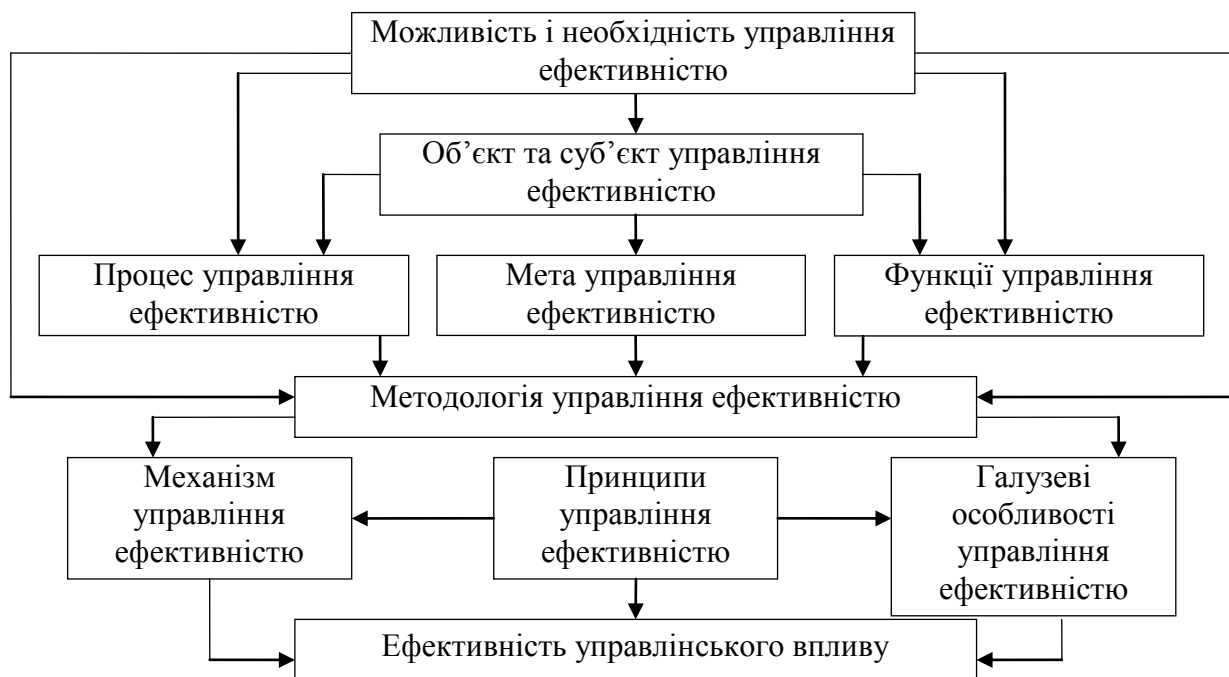 Можливість і необхідність управління
ефективністю
Об’єкт та суб’єкт управління
ефективністю
Процес управління
ефективністю
Мета управління
ефективністю
Функції управління
ефективністю
Методологія управління ефективністю
Механізм
управління
ефективністю
Принципи
управління
ефективністю
Галузеві
особливості
управління
ефективністю
Ефективність управлінського впливу